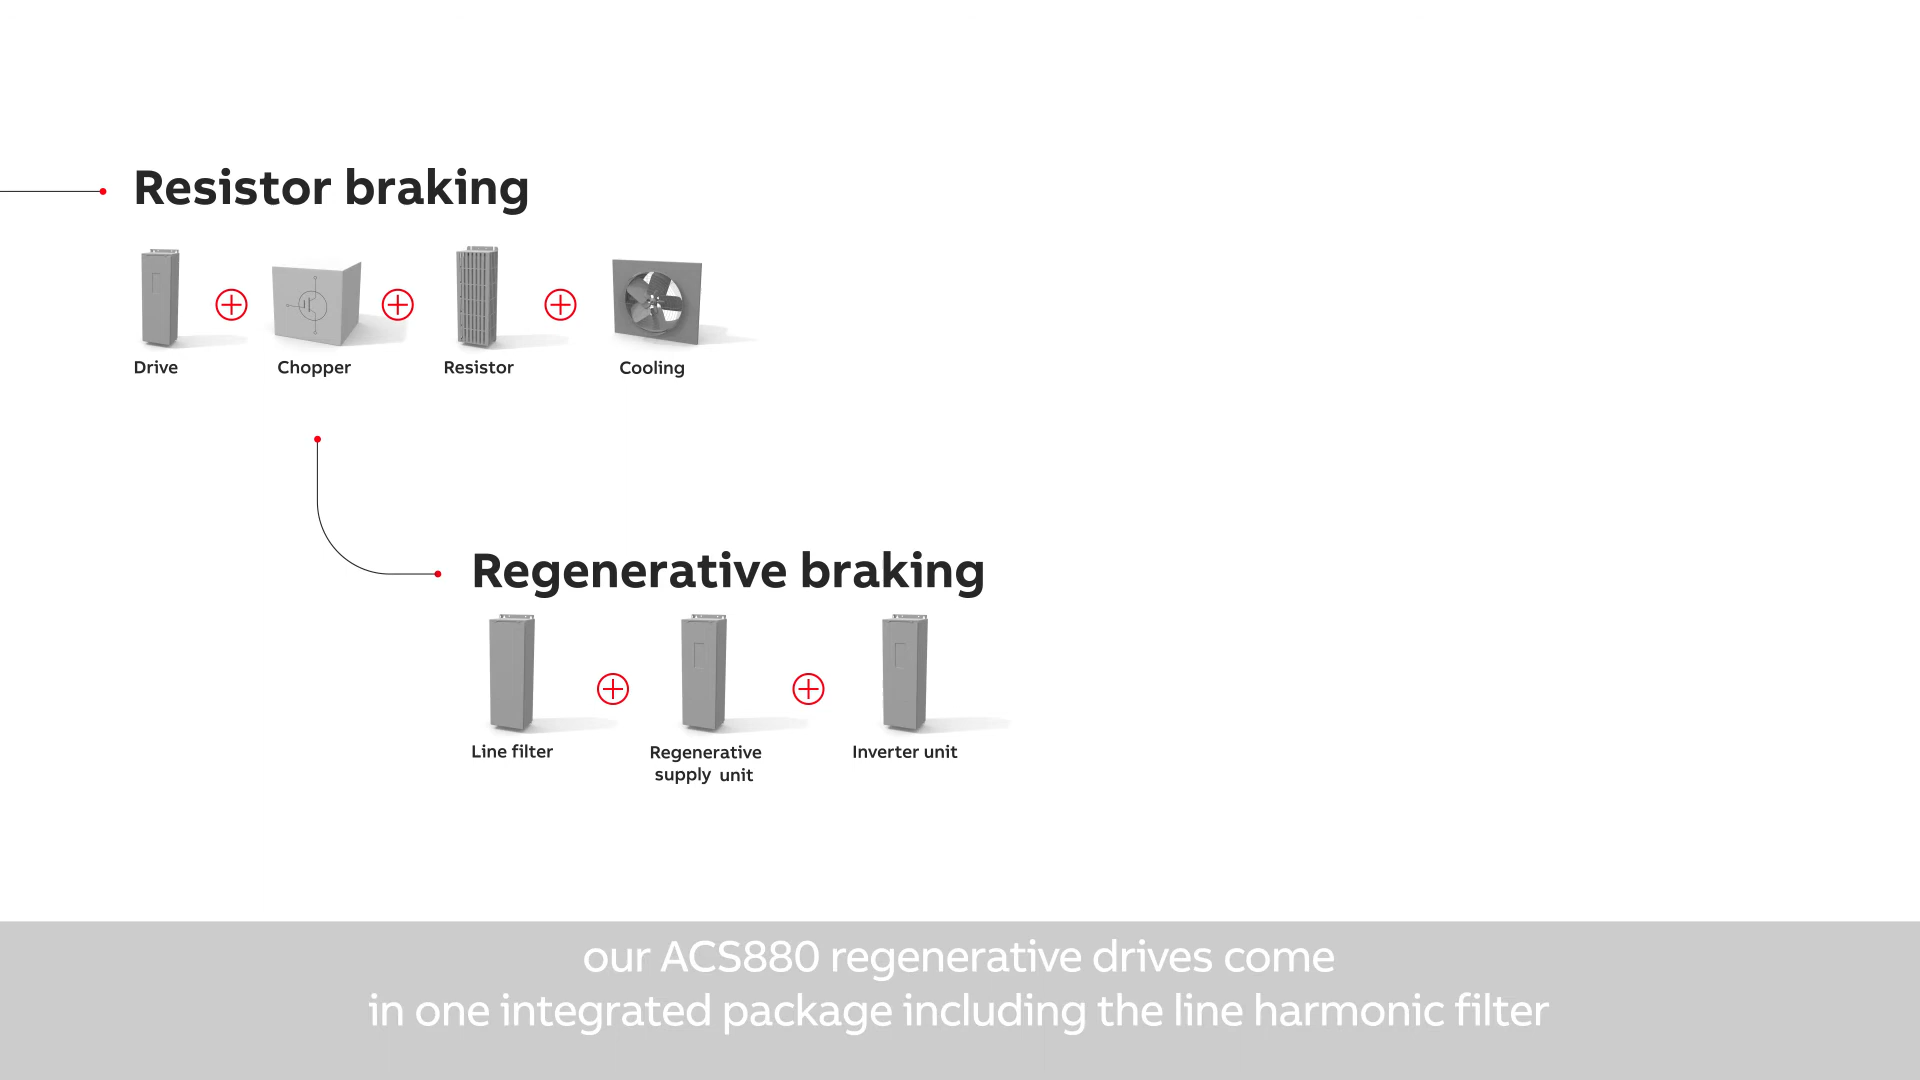 Resistor braking
Drive
Chopper
Resistor
Cooling
Regenerative braking
Line filter
Regenerative
supply unit
Inverter unit
our ACS880 regenerative drives come
in one integrated package including the line harmonic filter